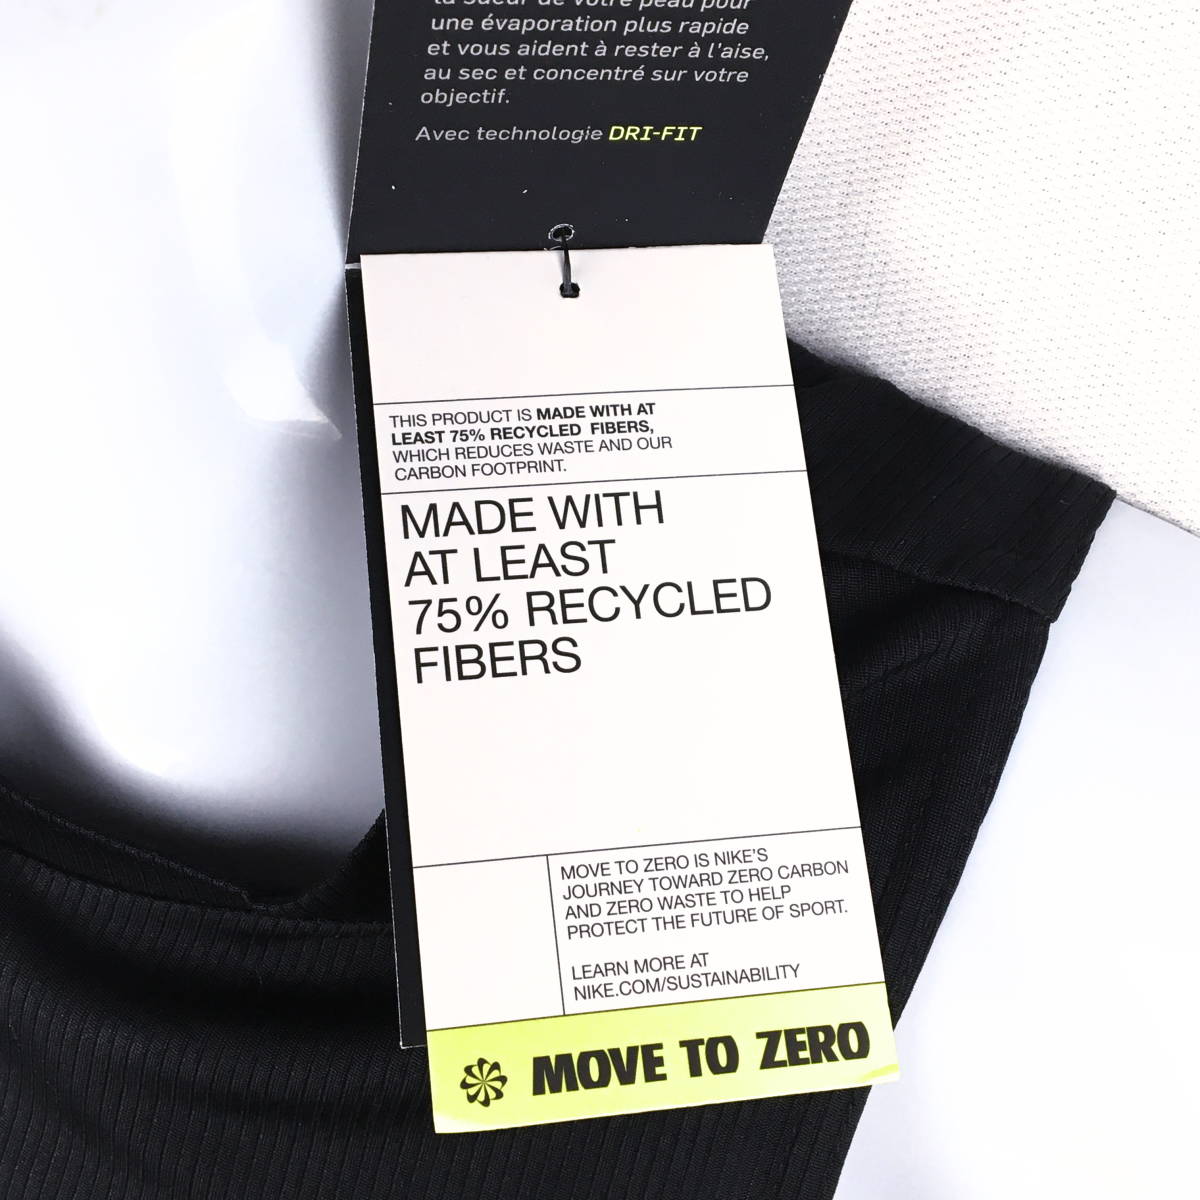 la sueur de votre peau pour
une évaporation plus rapide
et vous aident à rester à l'aise,
au sec et concentré sur votre
objectif.
Avec technologie DRI-FIT
THIS PRODUCT IS MADE WITH AT
LEAST 75% RECYCLED FIBERS,
WHICH REDUCES WASTE AND OUR
CARBON FOOTPRINT.
MADE WITH
AT LEAST
75% RECYCLED
FIBERS
MOVE TO ZERO IS NIKE'S
JOURNEY TOWARD ZERO CARBON
AND ZERO WASTE TO HELP
PROTECT THE FUTURE OF SPORT.
LEARN MORE AT
NIKE.COM/SUSTAINABILITY
MOVE TO ZERO